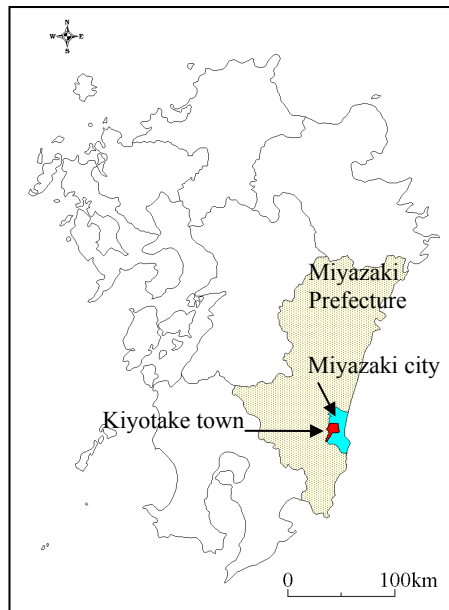 N
W E
S
Miyazaki
Prefecture
Miyazaki city
Kiyotake town
0 100km